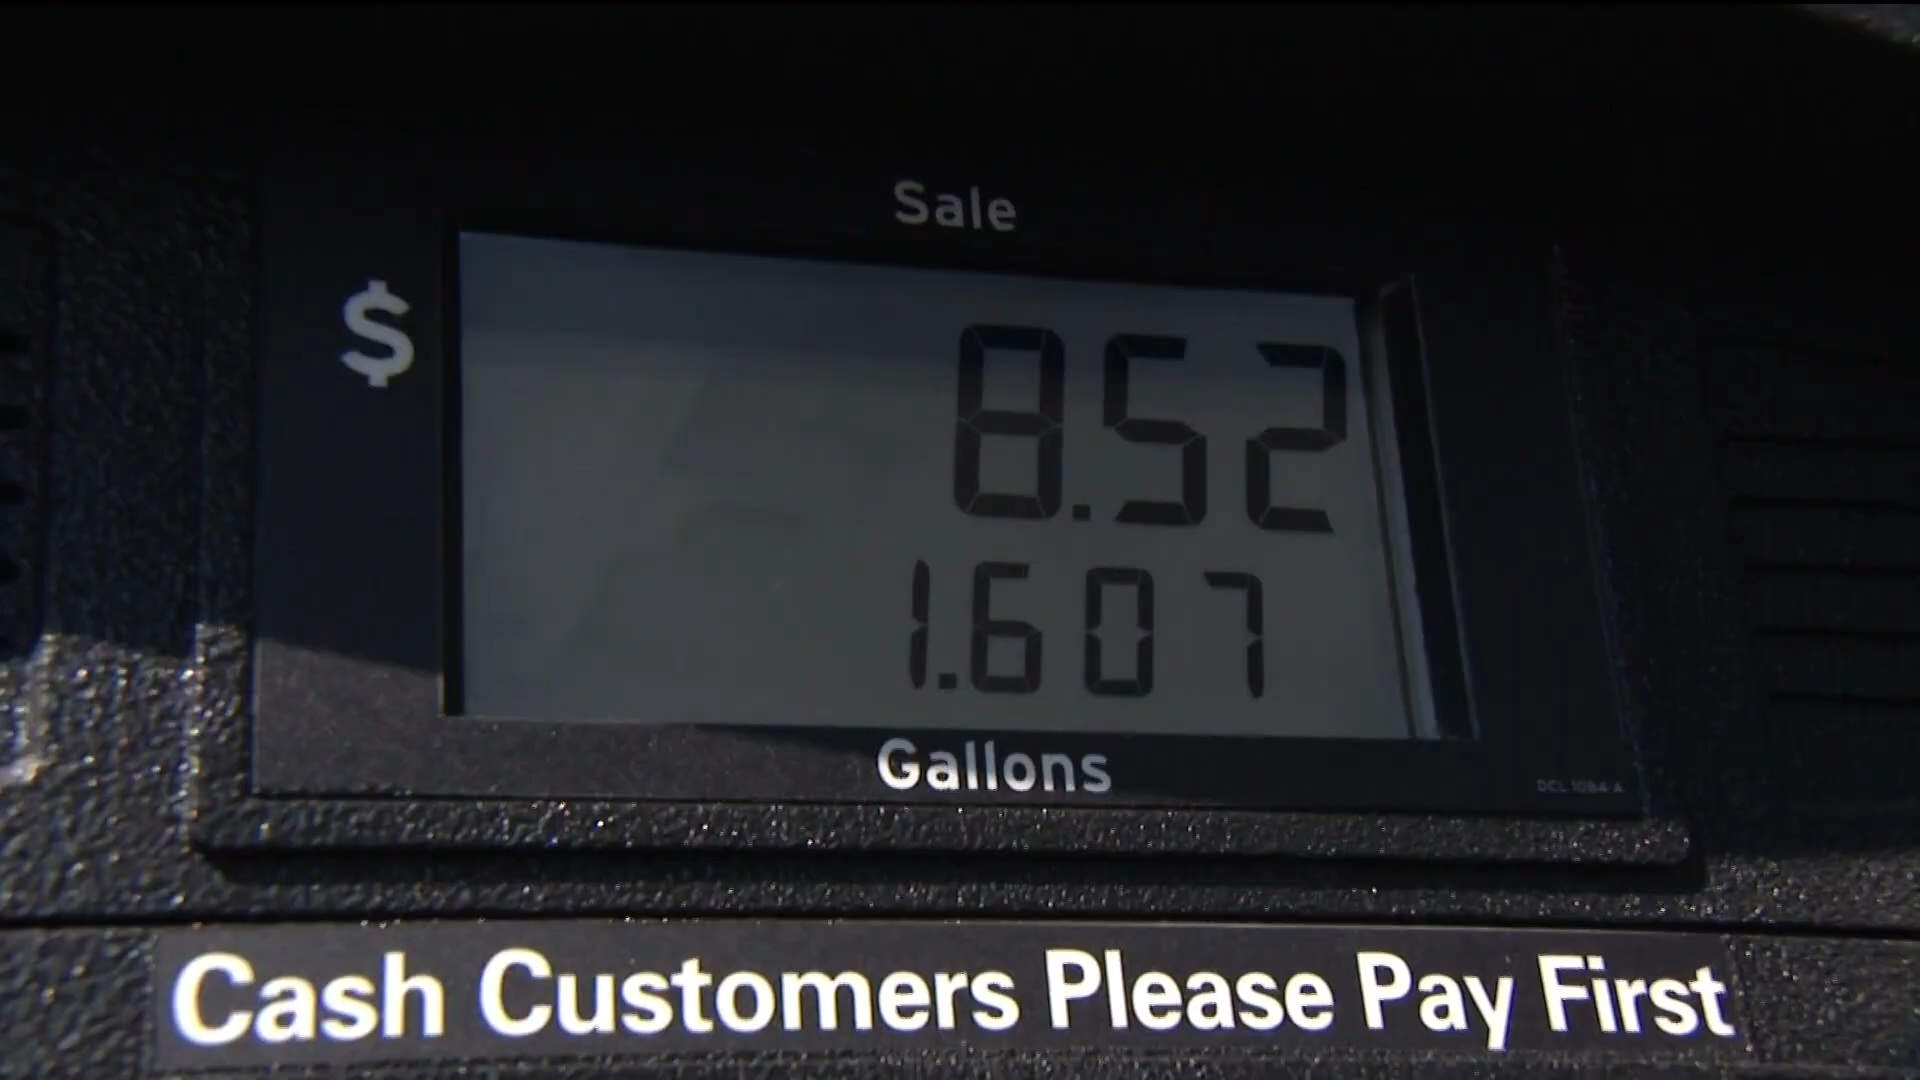 Sale
$ 8.52
1.607
Gallons
DCL 1084/A
Cash Customers Please Pay First